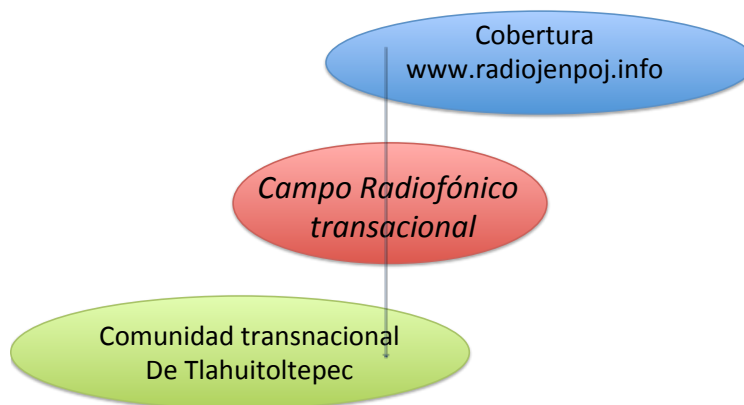 Cobertura
www.radiojenpoj.info
Campo Radiofónico
transacional
Comunidad transnacional
De Tlahuitoltepec